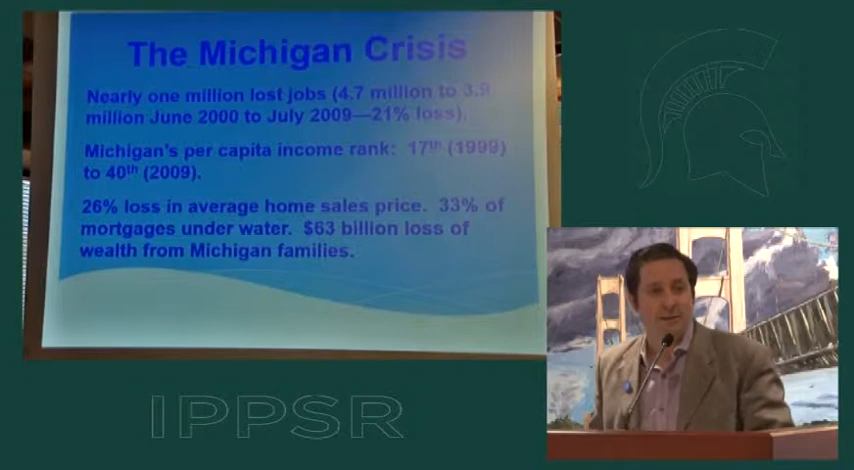 The Michigan Crisis
Nearly one million lost jobs (4.7 million to 3.9
million June 2000 to July 2009—21% loss).
Michigan's per capita income rank: 17th (1999)
to 40th (2009).
26% loss in average home sales price. 33% of
mortgages under water. $63 billion loss of
wealth from Michigan families.
IPPSR